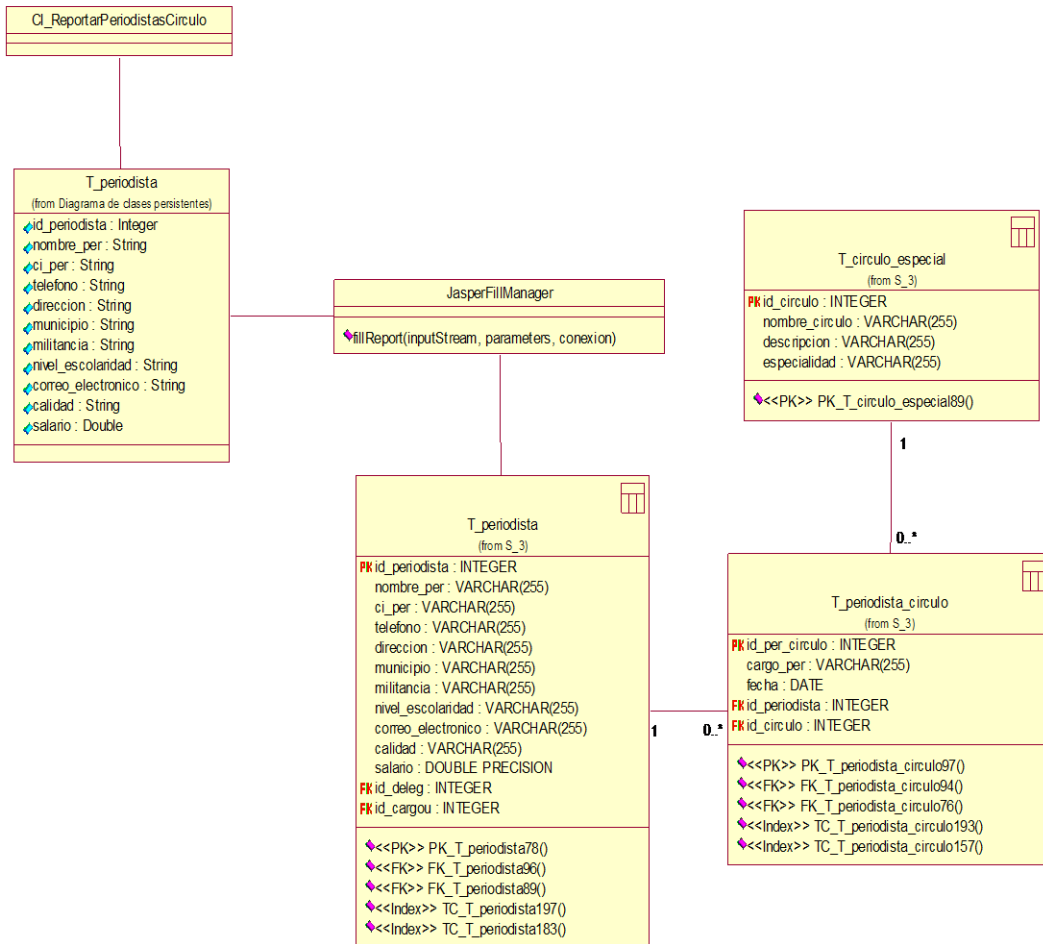 CI_ReportarPeriodistasCirculo
T_periodista
(from Diagrama de clases persistentes)
id_periodista : Integer
nombre_per : String
ci_per : String
telefono : String
direccion : String
municipio : String
militancia : String
nivel_escolaridad : String
correo_electronico : String
calidad : String
salario : Double
JasperFillManager
fillReport(inputStream, parameters, conexion)
T_circulo_especial
(from S_3)
PK id_circulo : INTEGER
nombre_circulo : VARCHAR(255)
descripcion : VARCHAR(255)
especialidad : VARCHAR(255)
<<PK>> PK_T_circulo_especial89()
1
0..*
T_periodista
(from S_3)
PK id_periodista : INTEGER
nombre_per : VARCHAR(255)
ci_per : VARCHAR(255)
telefono : VARCHAR(255)
direccion : VARCHAR(255)
municipio : VARCHAR(255)
militancia : VARCHAR(255)
nivel_escolaridad : VARCHAR(255)
correo_electronico : VARCHAR(255)
calidad : VARCHAR(255)
salario : DOUBLE PRECISION
FK id_deleg : INTEGER
FK id_cargou : INTEGER
<<PK>> PK_T_periodista78()
<<FK>> FK_T_periodista96()
<<FK>> FK_T_periodista89()
<<Index>> TC_T_periodista197()
<<Index>> TC_T_periodista183()
1
0..*
T_periodista_circulo
(from S_3)
PK id_per_circulo : INTEGER
cargo_per : VARCHAR(255)
fecha : DATE
FK id_periodista : INTEGER
FK id_circulo : INTEGER
<<PK>> PK_T_periodista_circulo97()
<<FK>> FK_T_periodista_circulo94()
<<FK>> FK_T_periodista_circulo76()
<<Index>> TC_T_periodista_circulo193()
<<Index>> TC_T_periodista_circulo157()